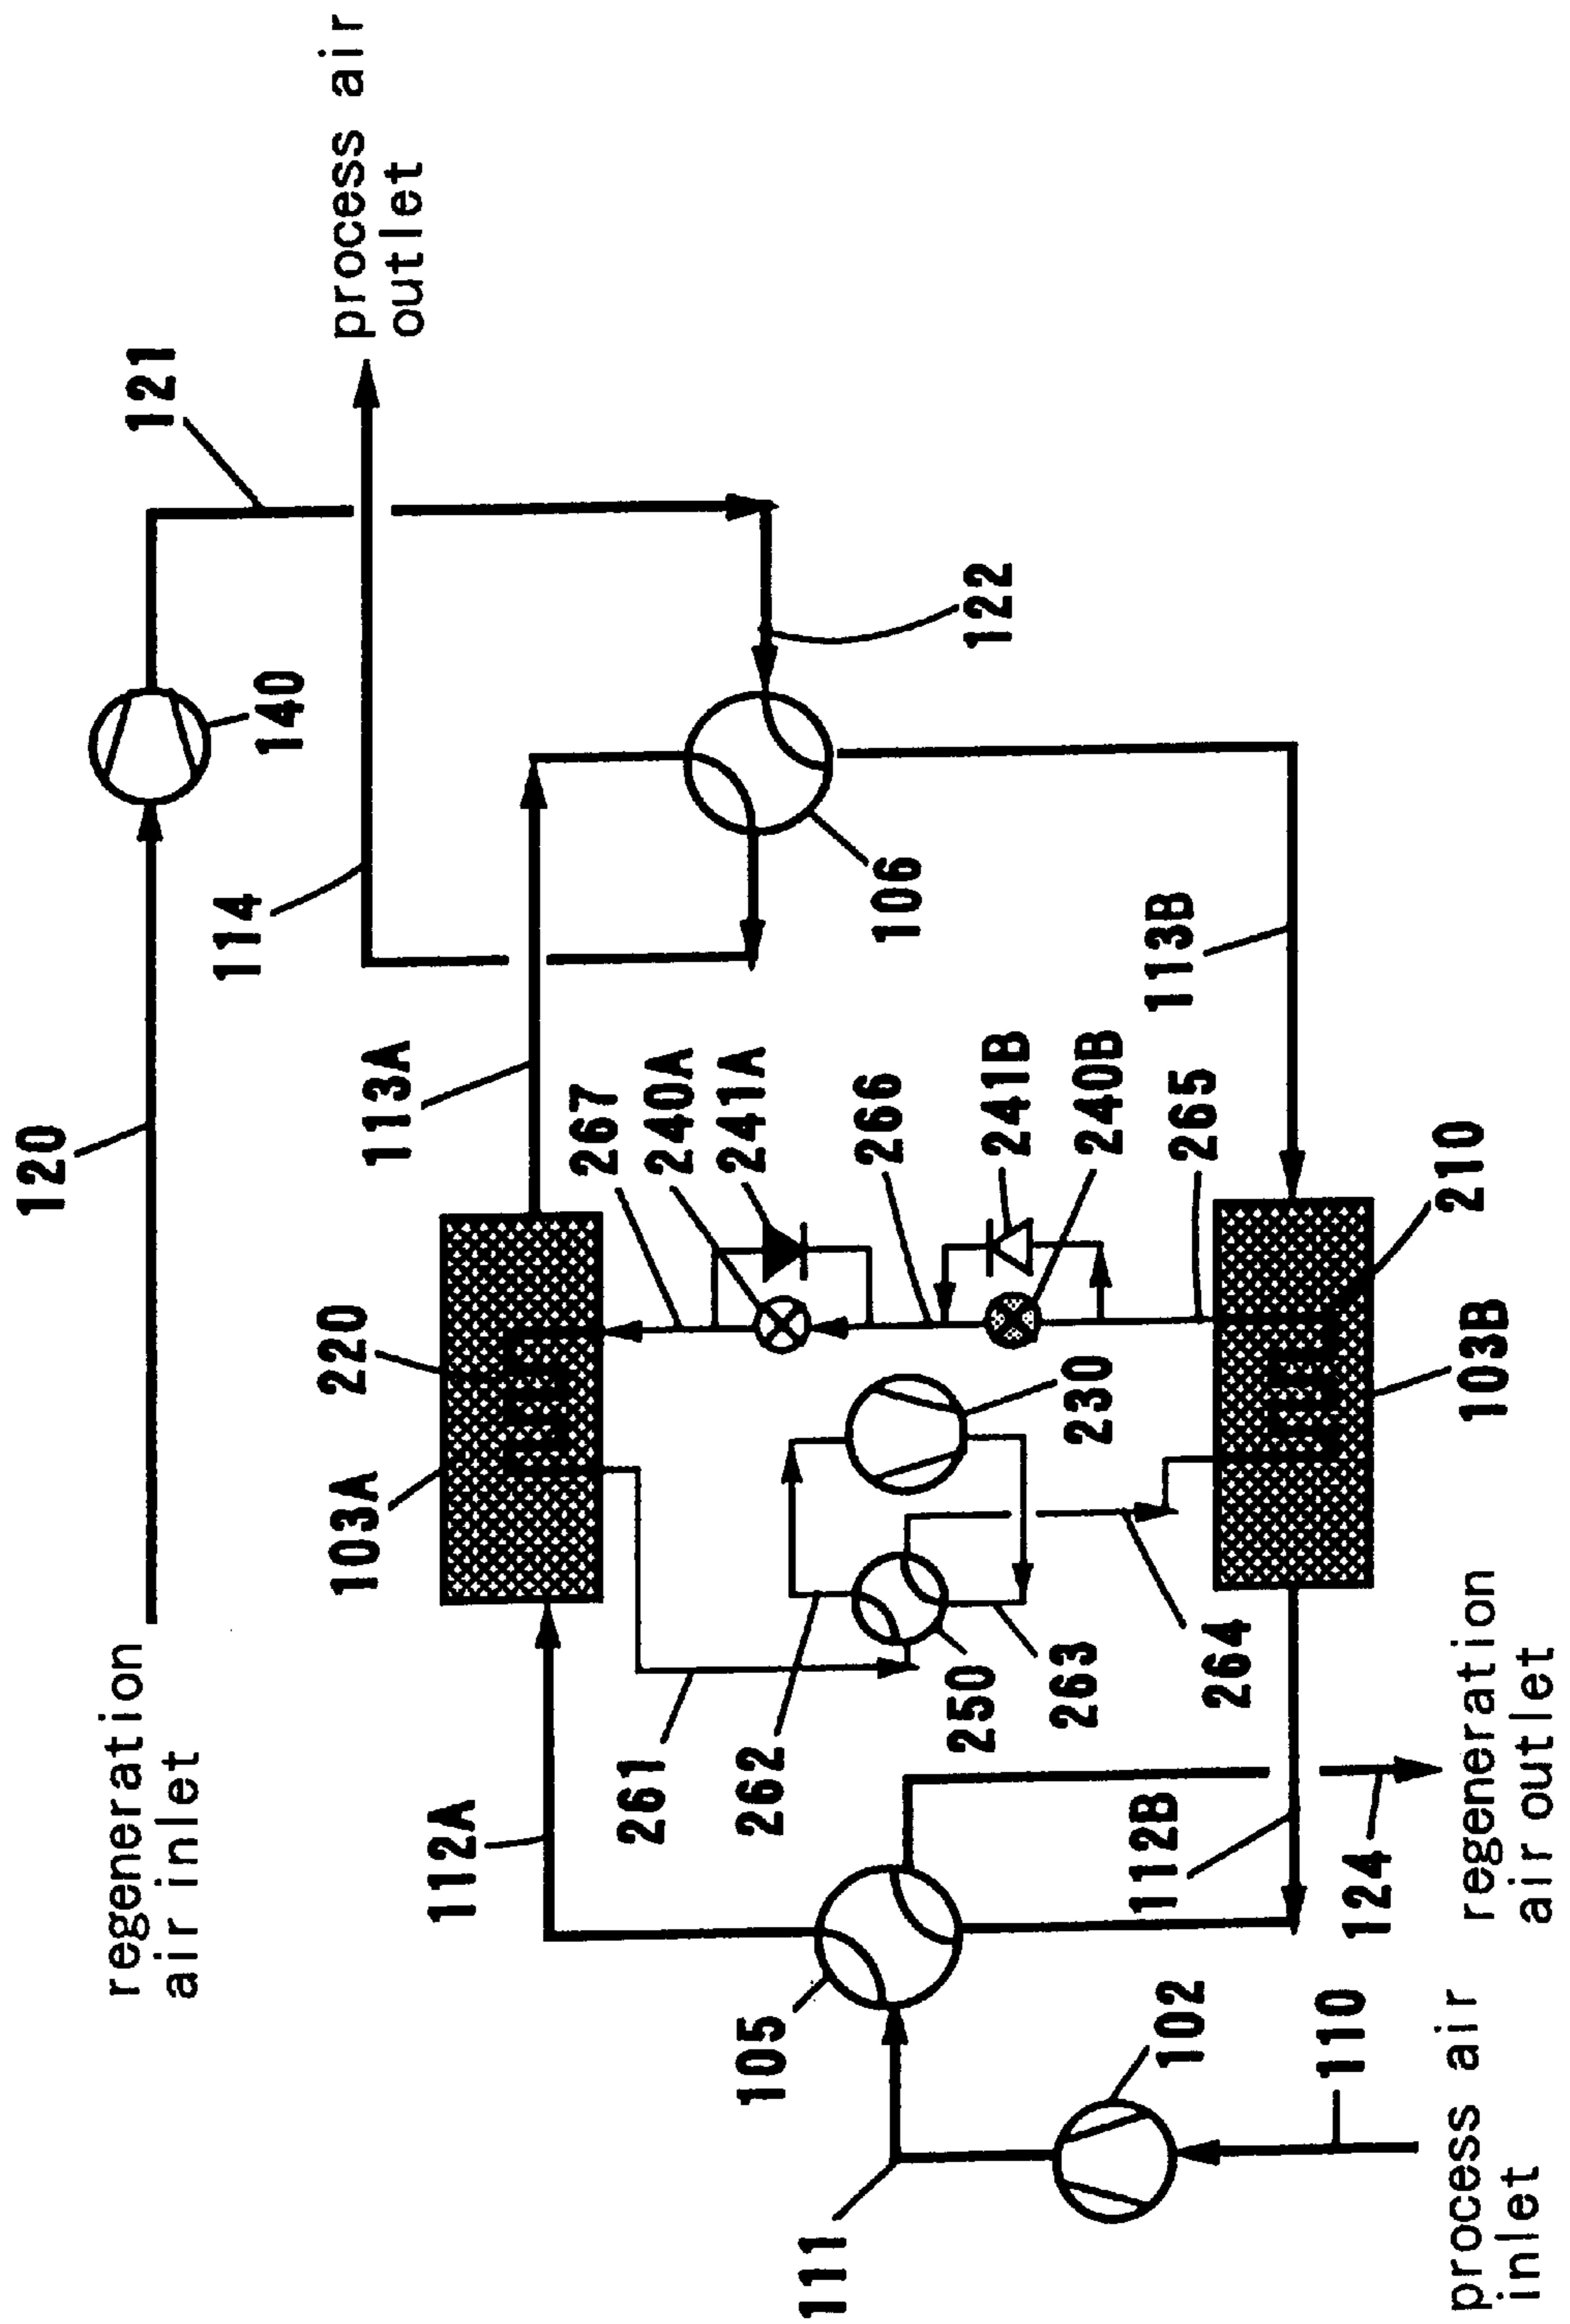 120
regeneration
air inlet
121
114
140
process air
outlet
103A
220
113A
112A
267
261
240A
241A
105
262
111
266
106
250
122
241B
263
230
240B
112B
113B
102
265
264
110
124
210
103B
process air
inlet
regeneration
air outlet